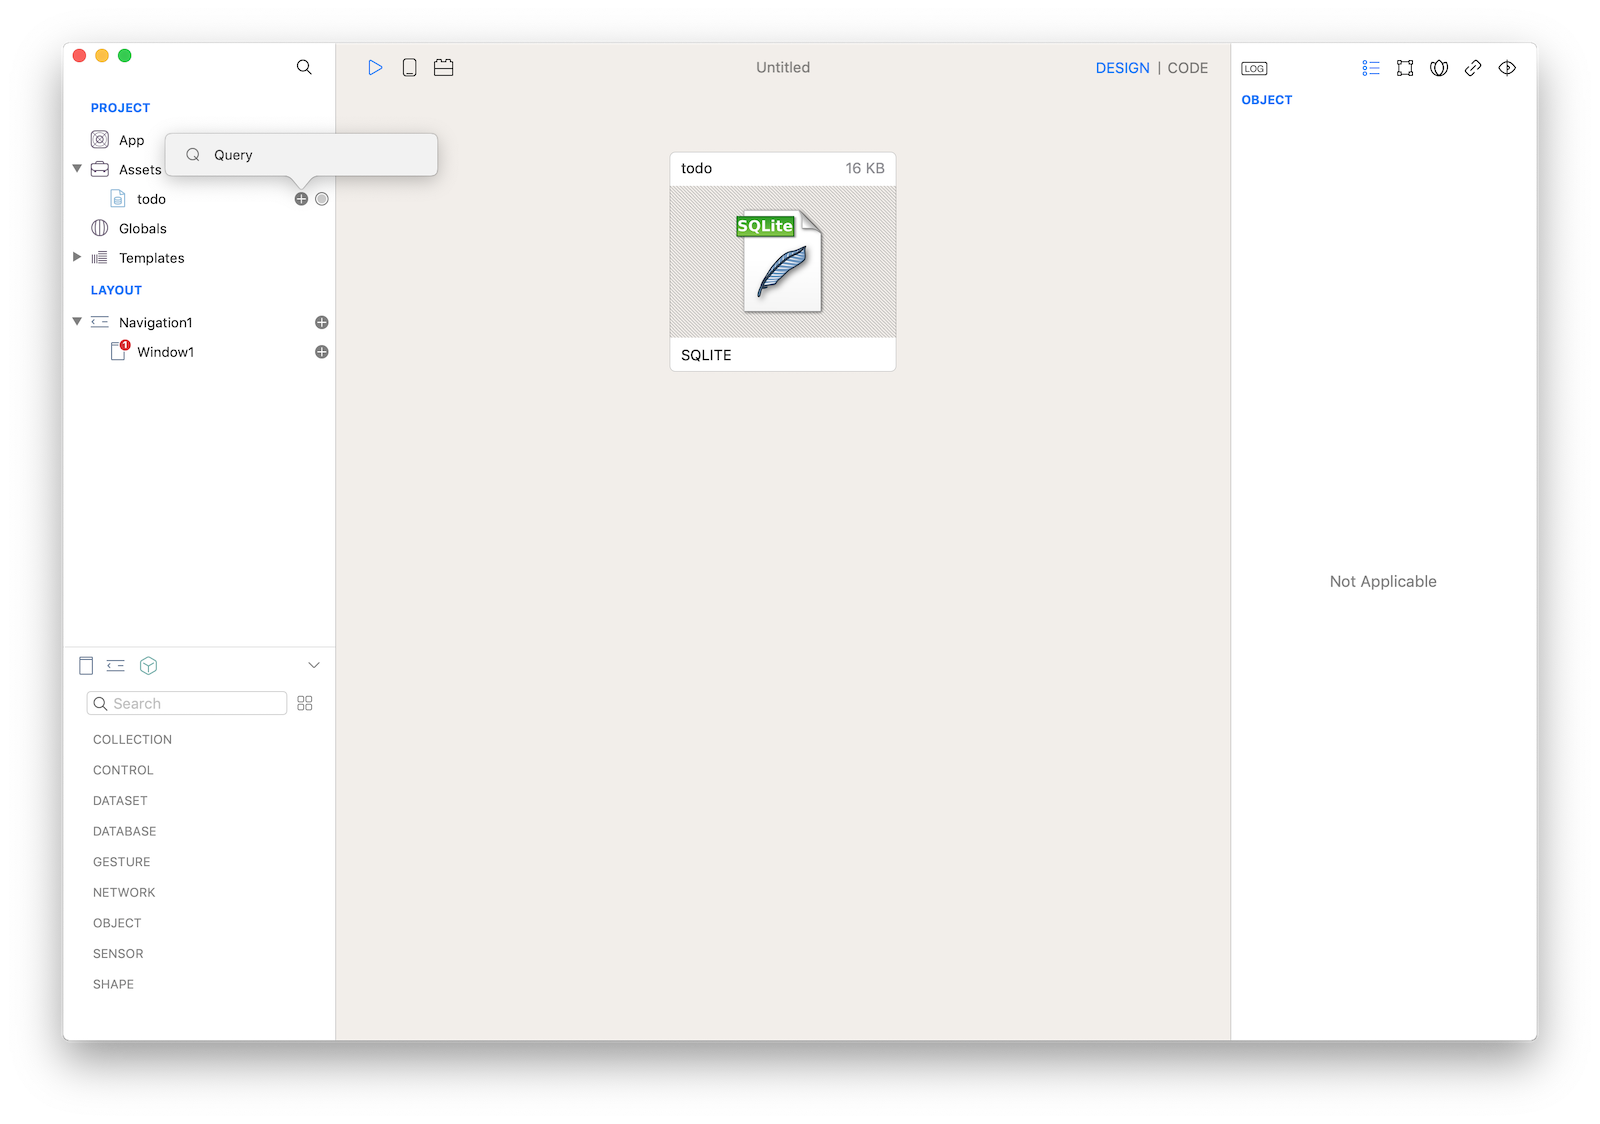 PROJECT
App
Query
Assets
todo
Globals
Templates
LAYOUT
Navigation1
1
Window1
Search
COLLECTION
CONTROL
DATASET
DATABASE
GESTURE
NETWORK
OBJECT
SENSOR
SHAPE
Untitled
DESIGN | CODE
todo 16 KB
SQLite
SQLITE
LOG
OBJECT
Not Applicable